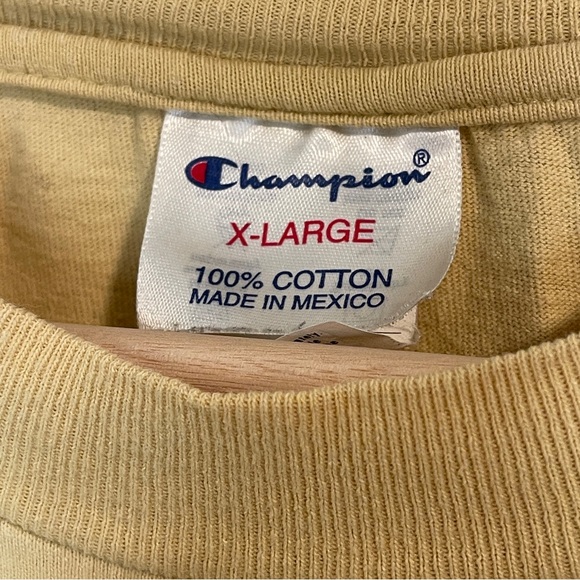 Champion®
X-LARGE
100% COTTON
MADE IN MEXICO